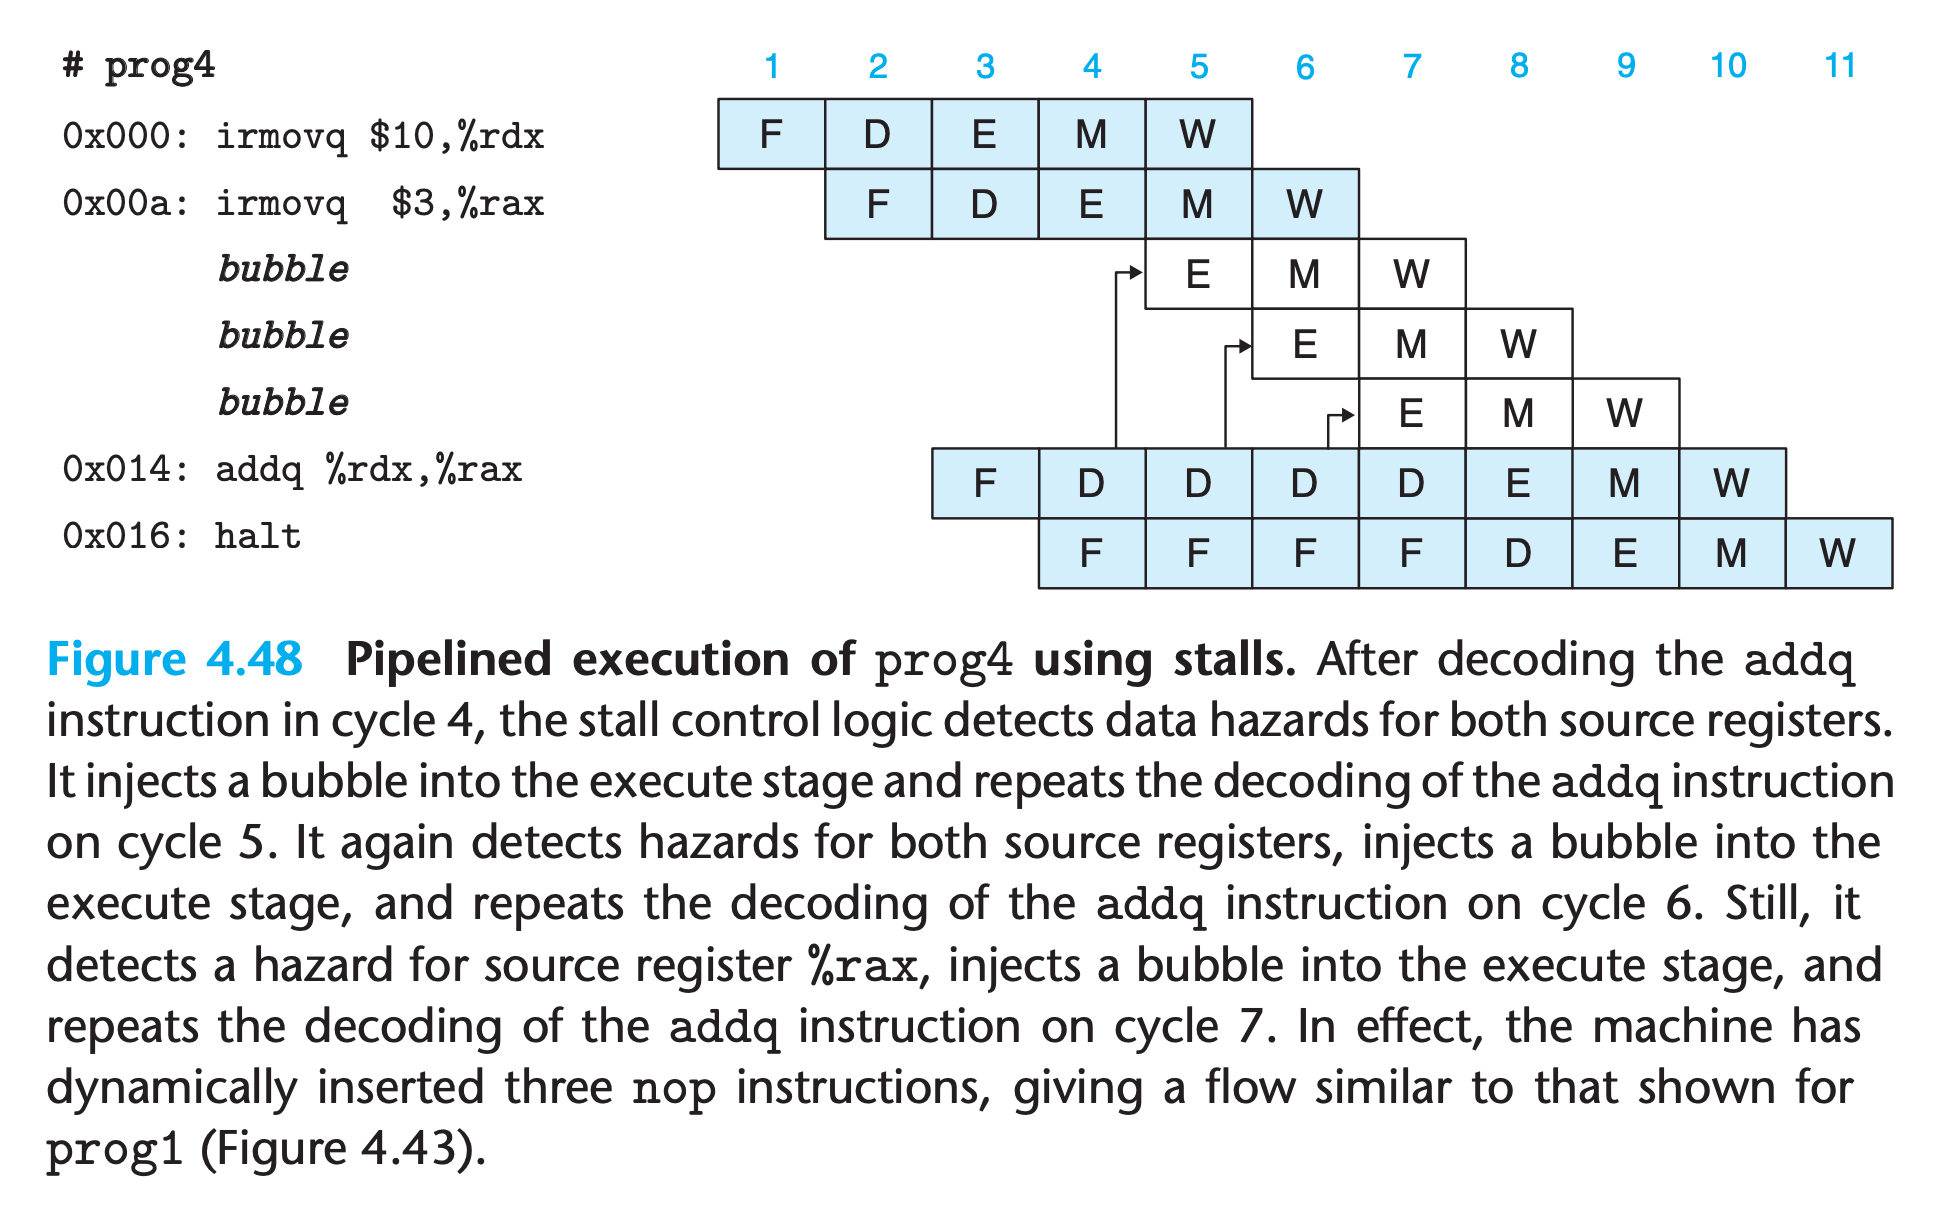 # prog4 1 2 3 4 5 6 7 8 9 10 11
0x000: irmovq $10,%rdx F D E M W
0x00a: irmovq  $3,%rax F D E M W
bubble E M W
bubble E M W
bubble E M W
0x014: addq %rdx,%rax F D D D D E M W
0x016: halt F F F F D E M W
Figure 4.48 Pipelined execution of prog4 using stalls. After decoding the addq
instruction in cycle 4, the stall control logic detects data hazards for both source registers.
It injects a bubble into the execute stage and repeats the decoding of the addq instruction
on cycle 5. It again detects hazards for both source registers, injects a bubble into the
execute stage, and repeats the decoding of the addq instruction on cycle 6. Still, it
detects a hazard for source register %rax, injects a bubble into the execute stage, and
repeats the decoding of the addq instruction on cycle 7. In effect, the machine has
dynamically inserted three nop instructions, giving a flow similar to that shown for
prog1 (Figure 4.43).